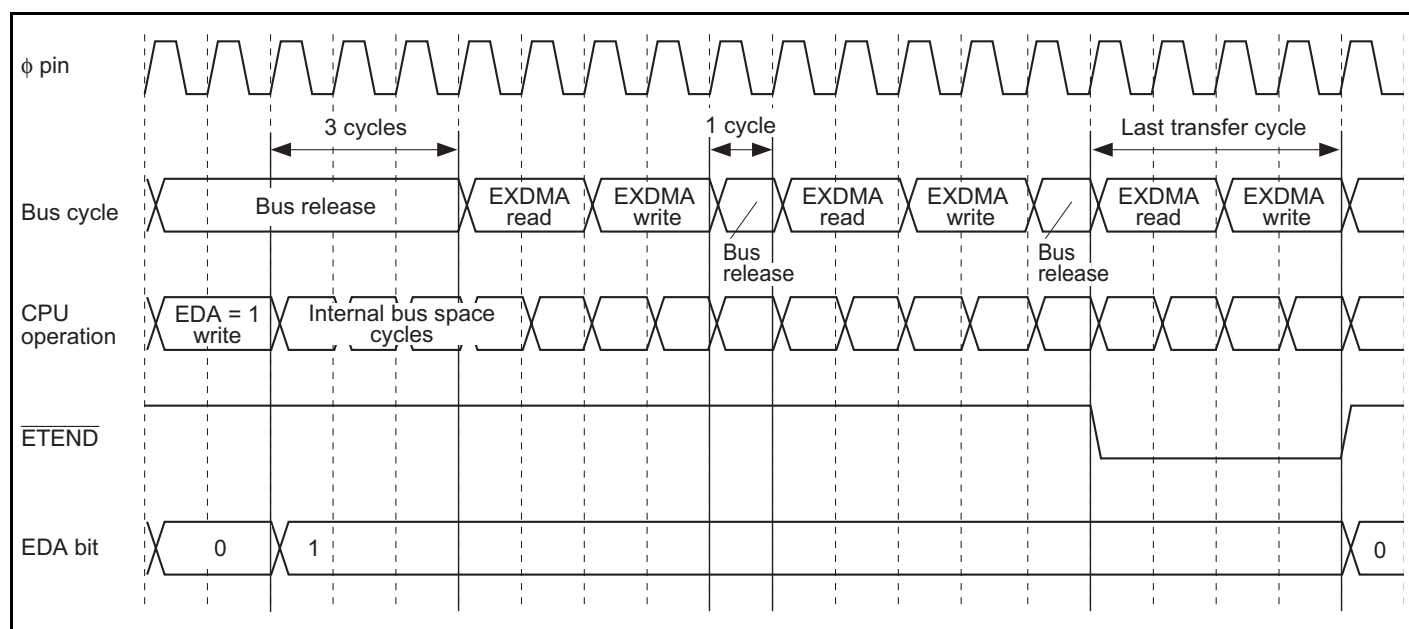 ϕ pin
3 cycles
1 cycle
Last transfer cycle
Bus cycle
Bus release
EXDMA
read
EXDMA
write
Bus
release
EXDMA
read
EXDMA
write
Bus
release
EXDMA
read
EXDMA
write
CPU
operation
EDA = 1
write
Internal bus space
cycles
ETEND
EDA bit
0
1
0